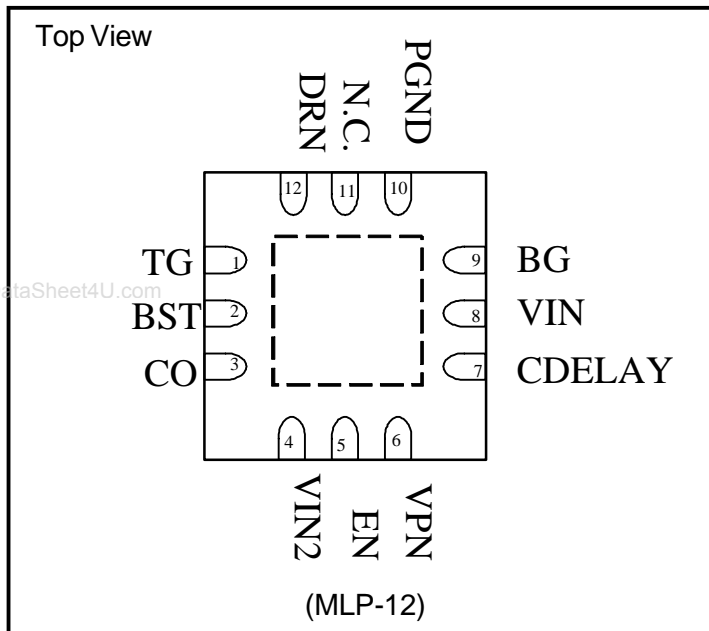 Top View
DRN
N.C.
PGND
12
11
10
TG 1
9 BG
ataSheet4U.com
BST 2
8 VIN
CO 3
7 CDELAY
4
5
6
VIN2
EN
VPN
(MLP-12)